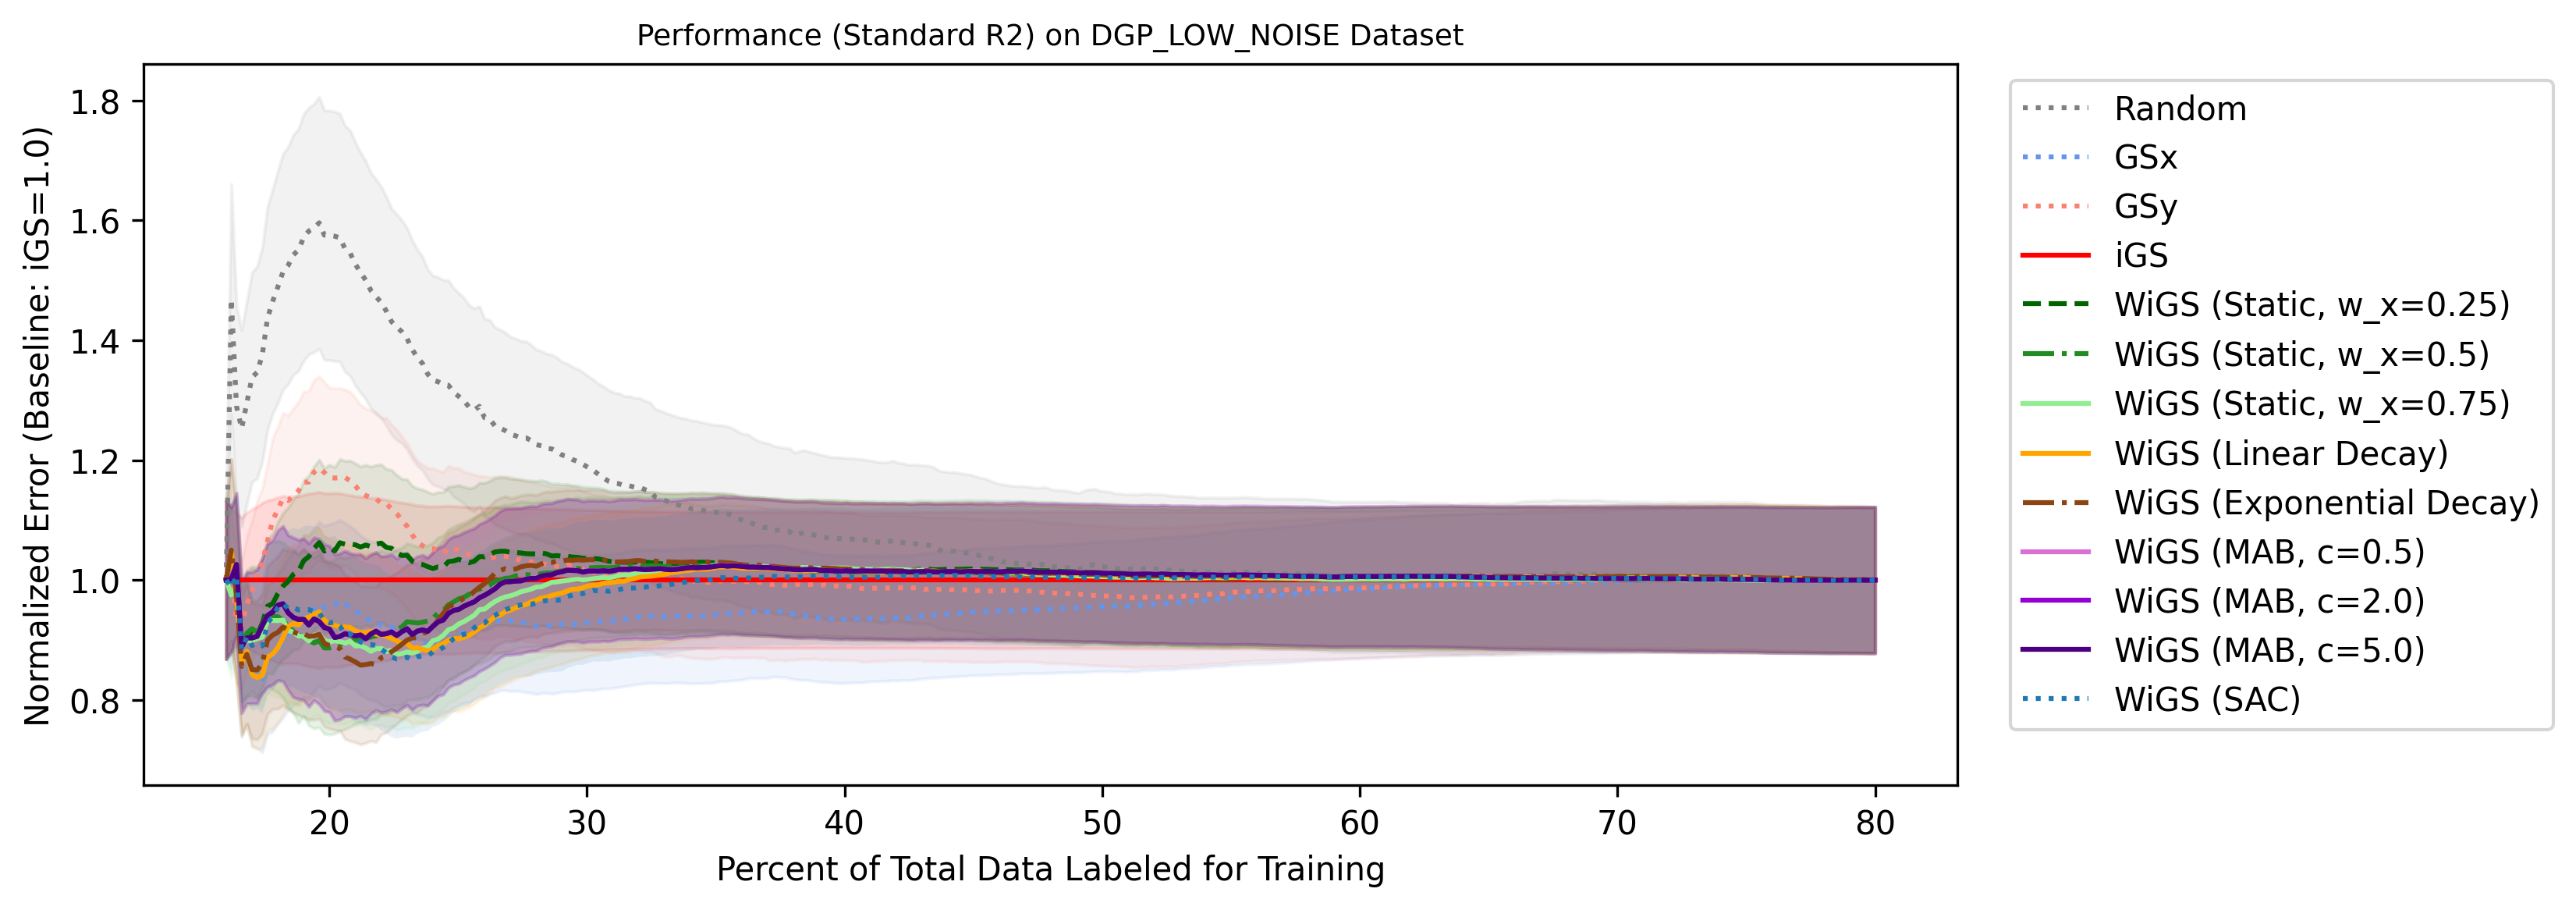 Performance (Standard R2) on DGP_LOW_NOISE Dataset
Normalized Error (Baseline: iGS=1.0)
1.8
1.6
1.4
1.2
1.0
0.8
20 30 40 50 60 70 80
Percent of Total Data Labeled for Training
Random
GSx
GSy
iGS
WiGS (Static, w_x=0.25)
WiGS (Static, w_x=0.5)
WiGS (Static, w_x=0.75)
WiGS (Linear Decay)
WiGS (Exponential Decay)
WiGS (MAB, c=0.5)
WiGS (MAB, c=2.0)
WiGS (MAB, c=5.0)
WiGS (SAC)